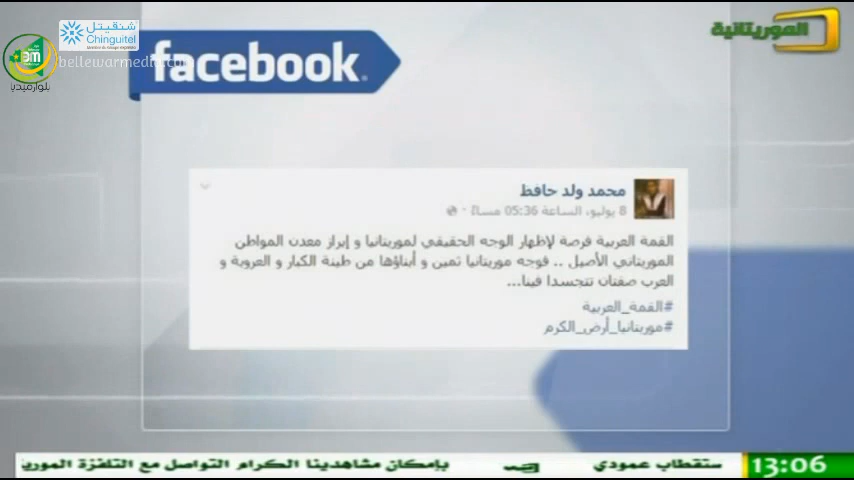 شنقيتل
Chinguitel
bellewarmedia.com
بلوارميديا
الموريتانية
facebook
محمد ولد حافظ
8 يوليو، الساعة 05:36 مساءً
القمة العربية فرصة لإظهار الوجه الحقيقي لموريتانيا و إبراز معدن المواطن
الموريتاني الأصيل .. فوجه موريتانيا ثمين و أبناؤها من طينة الكبار و العروبة و
العرب صفتان تتجسدا فينا...
#القمة_العربية
#موريتانيا_أرض_الكرم
ستقطاب عمودي بإمكان مشاهدينا الكرام التواصل مع التلفزة الموري
13:06